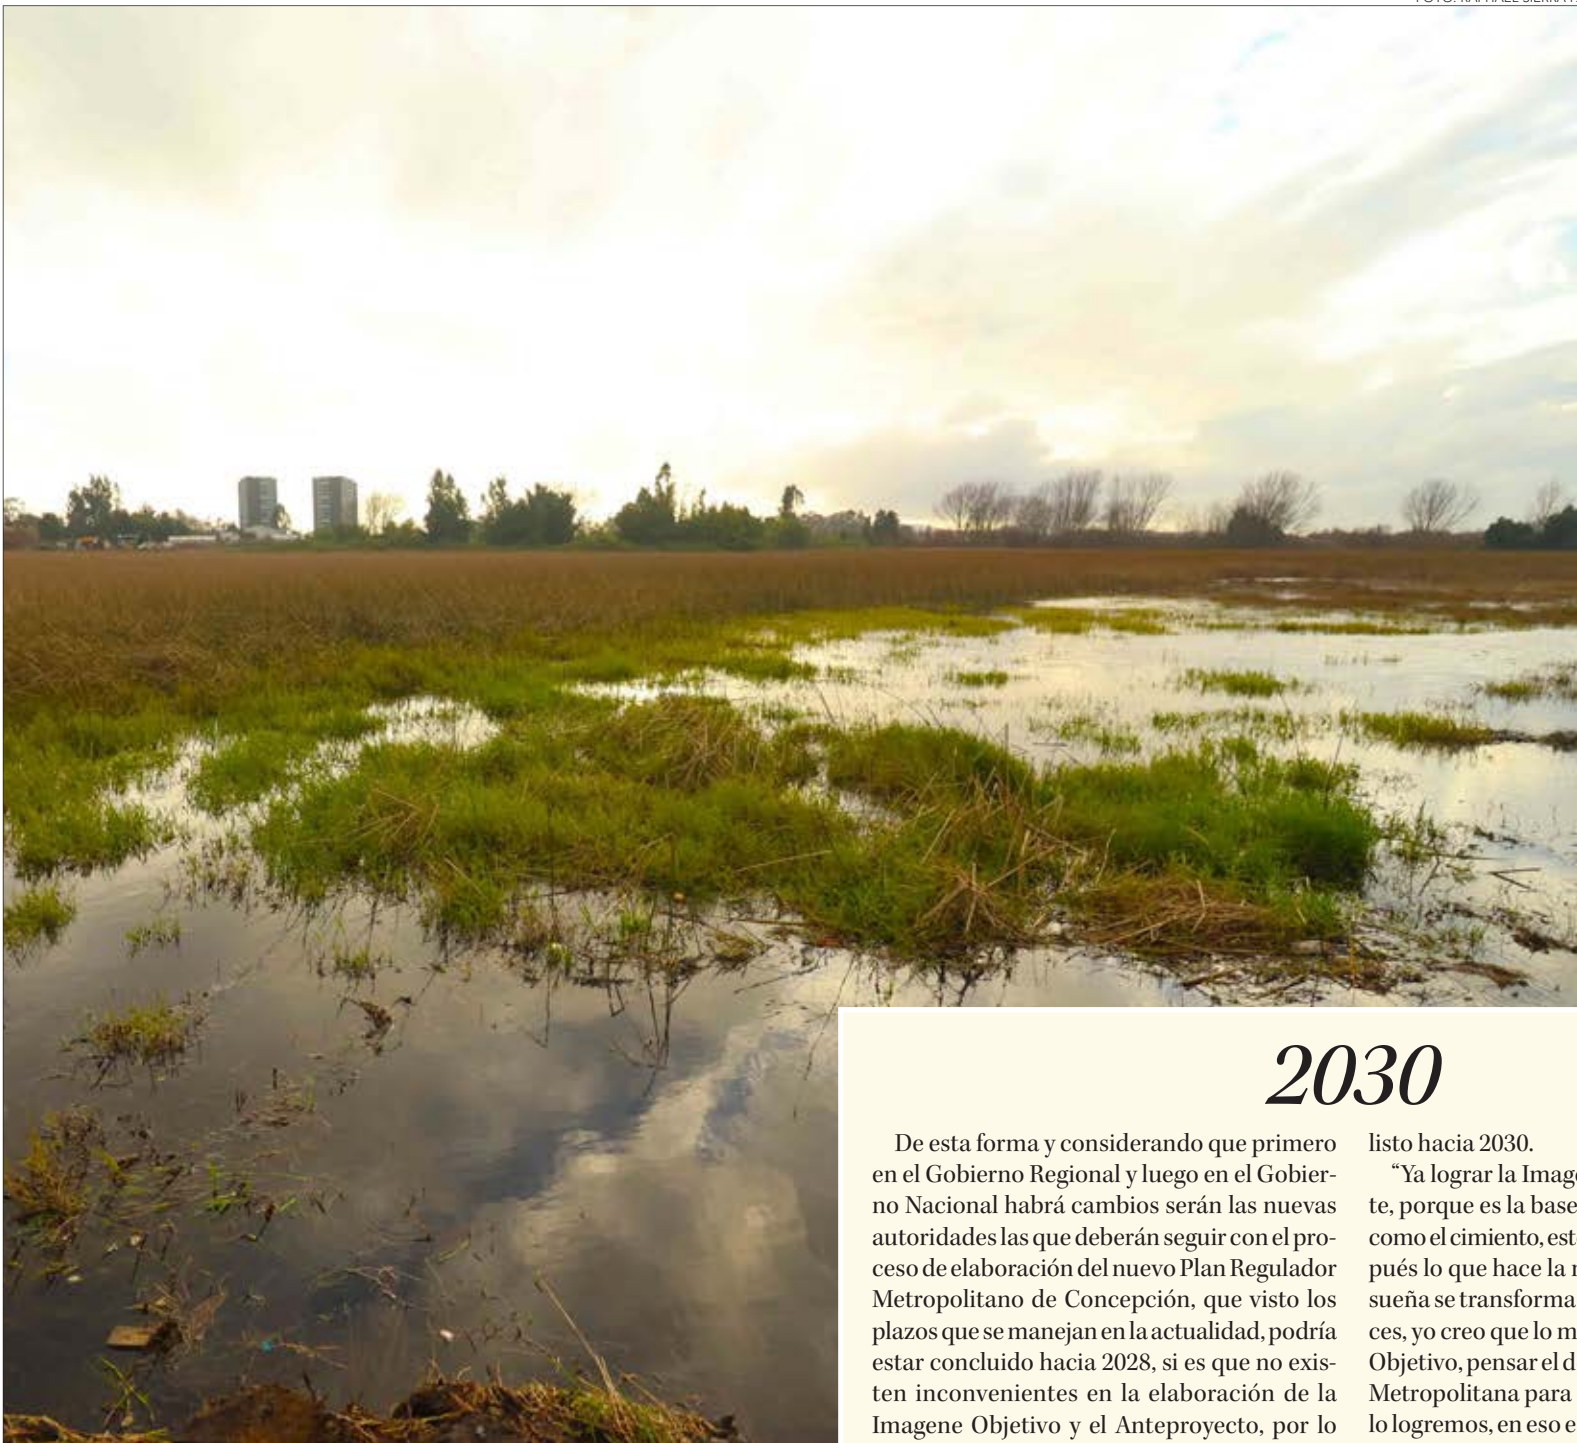 2030
De esta forma y considerando que primero
en el Gobierno Regional y luego en el Gobier-
no Nacional habrá cambios serán las nuevas
autoridades las que deberán seguir con el pro-
ceso de elaboración del nuevo Plan Regulador
Metropolitano de Concepción, que visto los
plazos que se manejan en la actualidad, podría
estar concluido hacia 2028, si es que no exis-
ten inconvenientes en la elaboración de la
Imagene Objetivo y el Anteproyecto, por lo
listo hacia 2030.
“Ya lograr la
te, porque es la base
como el cimiento,
pués lo que hace la
sueña se transforma
ces, yo creo que lo
Objetivo, pensar el
Metropolitana para
lo logremos, en eso